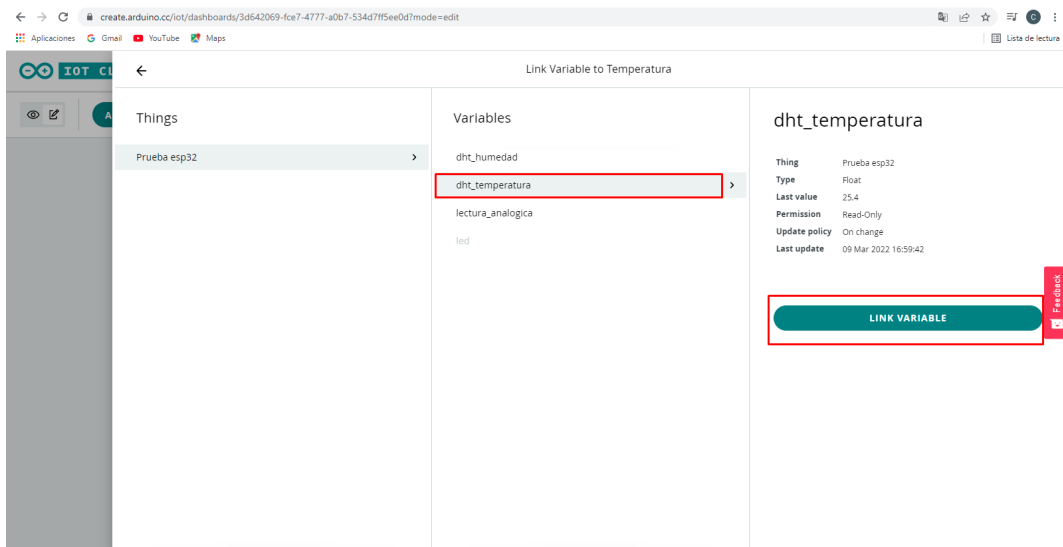 create.arduino.cc/iot/dashboards/3d642069-fce7-4777-a0b7-534d7ff5ee0d?mode=edit
C
Aplicaciones Gmail YouTube Maps
Lista de lectura
IOT CL
Link Variable to Temperatura
A
Things
Prueba esp32
Variables
dht_humedad
dht_temperatura
lectura_analogica
led
dht_temperatura
Thing Prueba esp32
Type Float
Last value 25.4
Permission Read-Only
Update policy On change
Last update 09 Mar 2022 16:59:42
LINK VARIABLE
Feedback